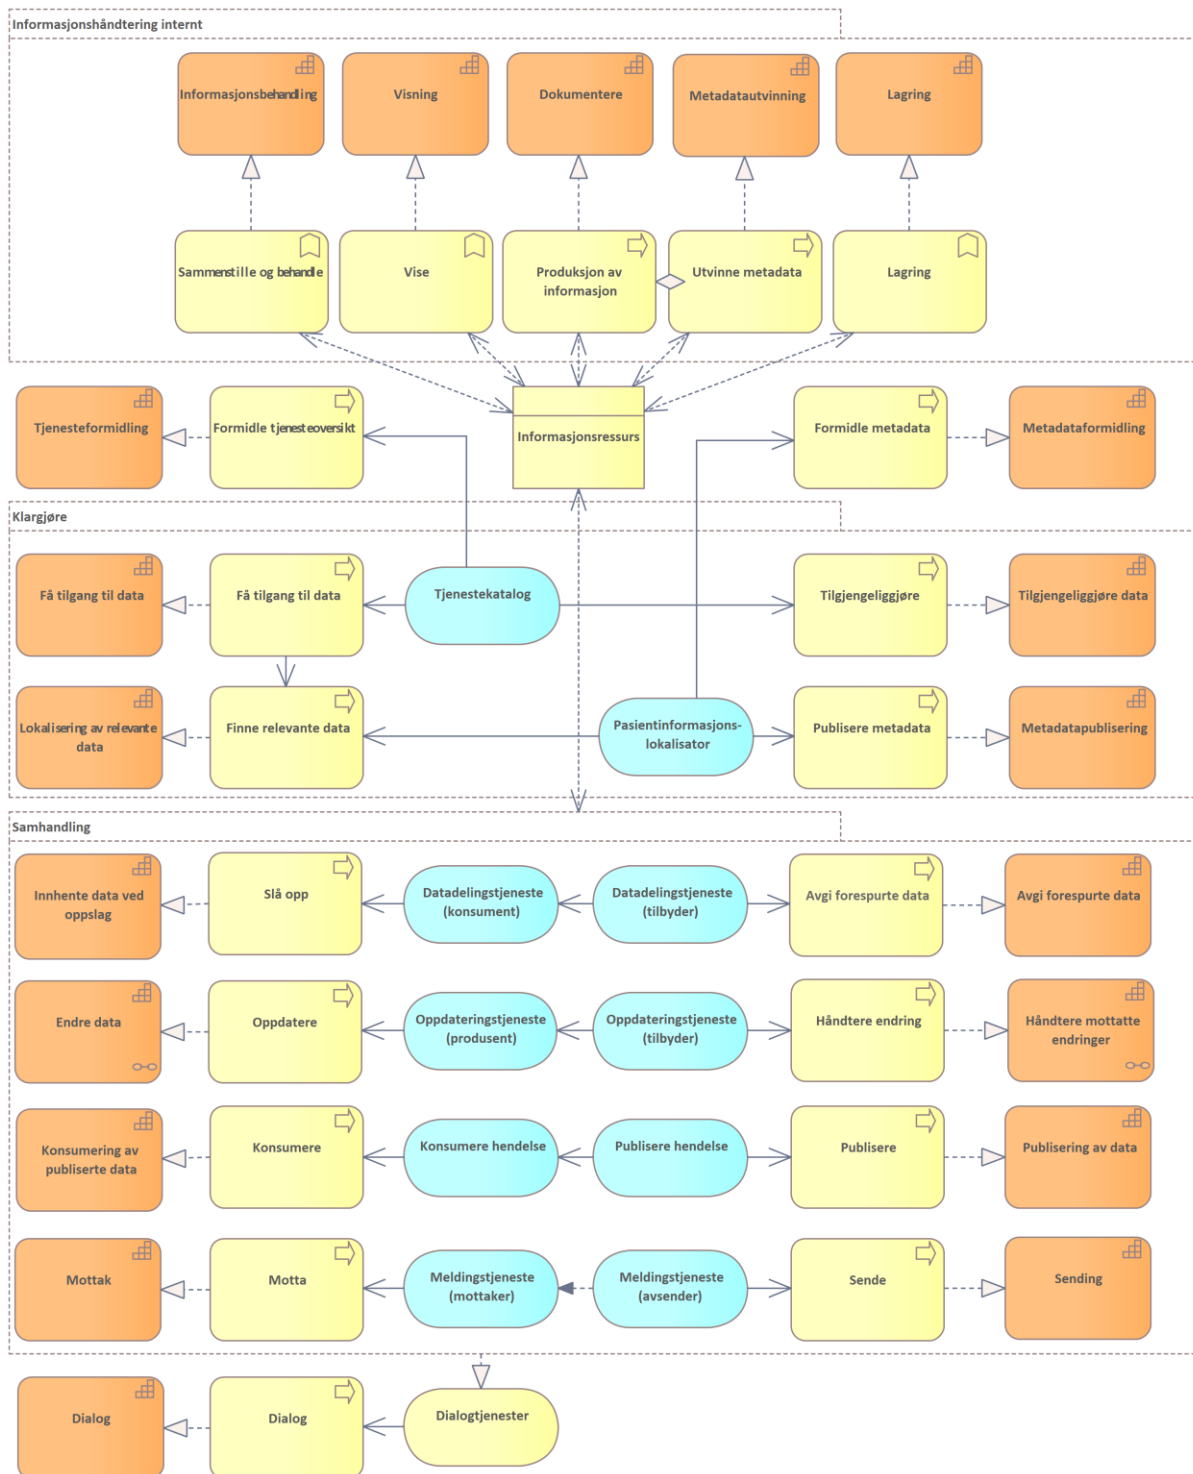 Informasjonshåndtering internt
Informasjonsbehandling
Visning
Dokumentere
Metadatautvinning
Lagring
Sammenstille og behandle
Vise
Produksjon av
informasjon
Utvinne metadata
Lagring
Tjenesteformidling
Formidle tjenesteoversikt
Informasjonsressurs
Formidle metadata
Metadataformidling
Klargjøre
Få tilgang til data
Få tilgang til data
Tjenestekatalog
Tilgjengeliggjøre
Tilgjengeliggjøre data
Lokalisering av relevante
data
Finne relevante data
Pasientinformasjons-
lokalisator
Publisere metadata
Metadatapublisering
Samhandling
Innhente data ved
oppslag
Slå opp
Datadelingstjeneste
(konsument)
Datadelingstjeneste
(tilbyder)
Avgi forespurte data
Avgi forespurte data
Endre data
Oppdatere
Oppdateringstjeneste
(produsent)
Oppdateringstjeneste
(tilbyder)
Håndtere endring
Håndtere mottatte
endringer
Konsumering av
publiserte data
Konsumere
Konsumere hendelse
Publisere hendelse
Publisere
Publisering av data
Mottak
Motta
Meldingstjeneste
(mottaker)
Meldingstjeneste
(avsender)
Sende
Sending
Dialog
Dialog
Dialogtjenester